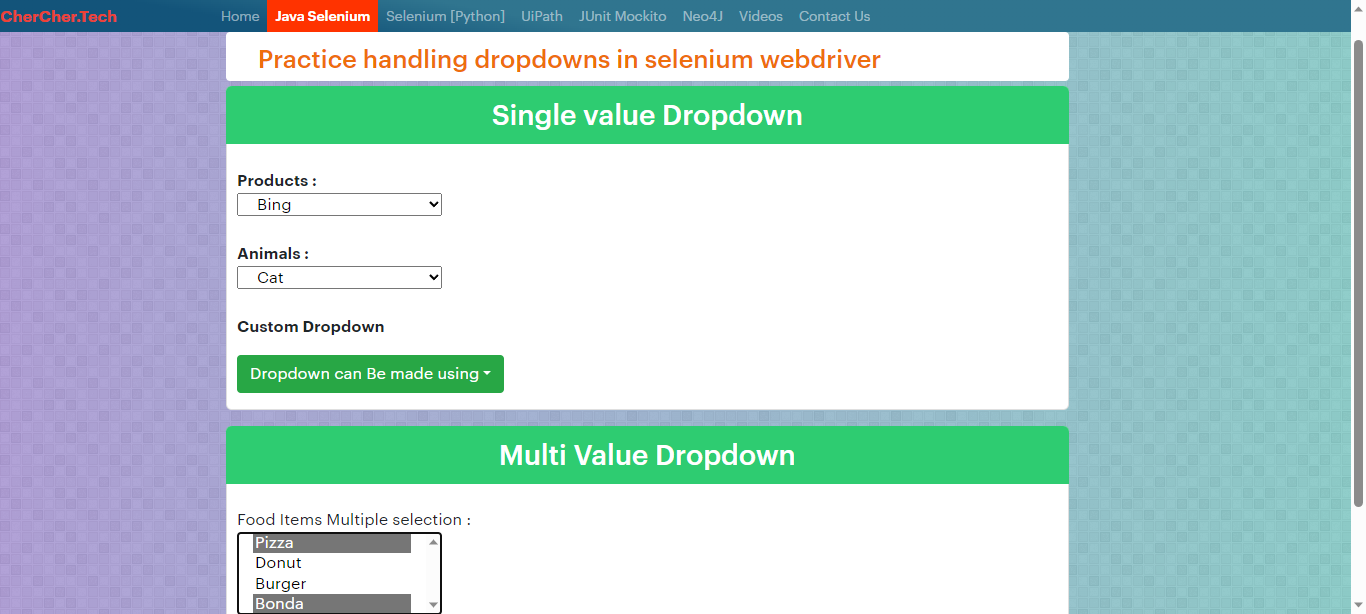 CherCher.Tech Home Java Selenium Selenium [Python] UiPath JUnit Mockito Neo4J Videos Contact Us
Practice handling dropdowns in selenium webdriver
Single value Dropdown
Products :
Bing
Animals :
Cat
Custom Dropdown
Dropdown can Be made using
Multi Value Dropdown
Food Items Multiple selection :
Pizza
Donut
Burger
Bonda